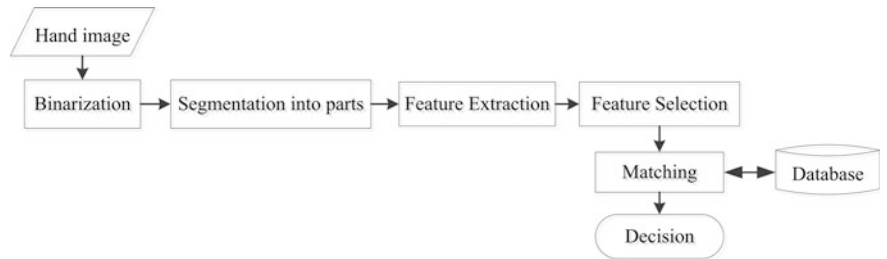 Hand image
Binarization
Segmentation into parts
Feature Extraction
Feature Selection
Matching
Database
Decision